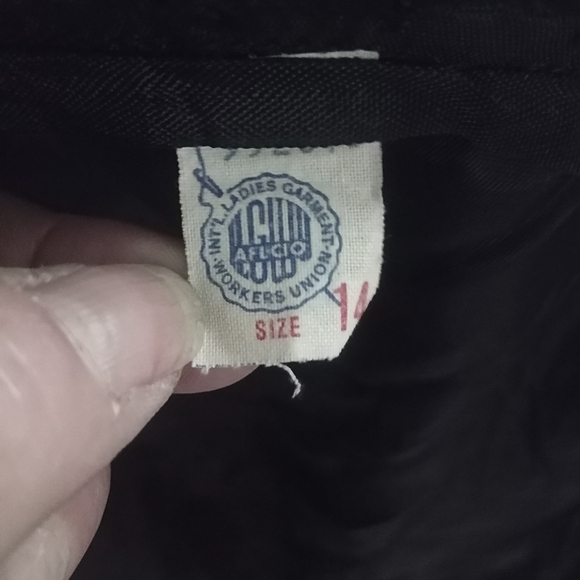 INT'L. LADIES GARMENT
ILGWU
AFL CIO
WORKERS UNION
SIZE 14